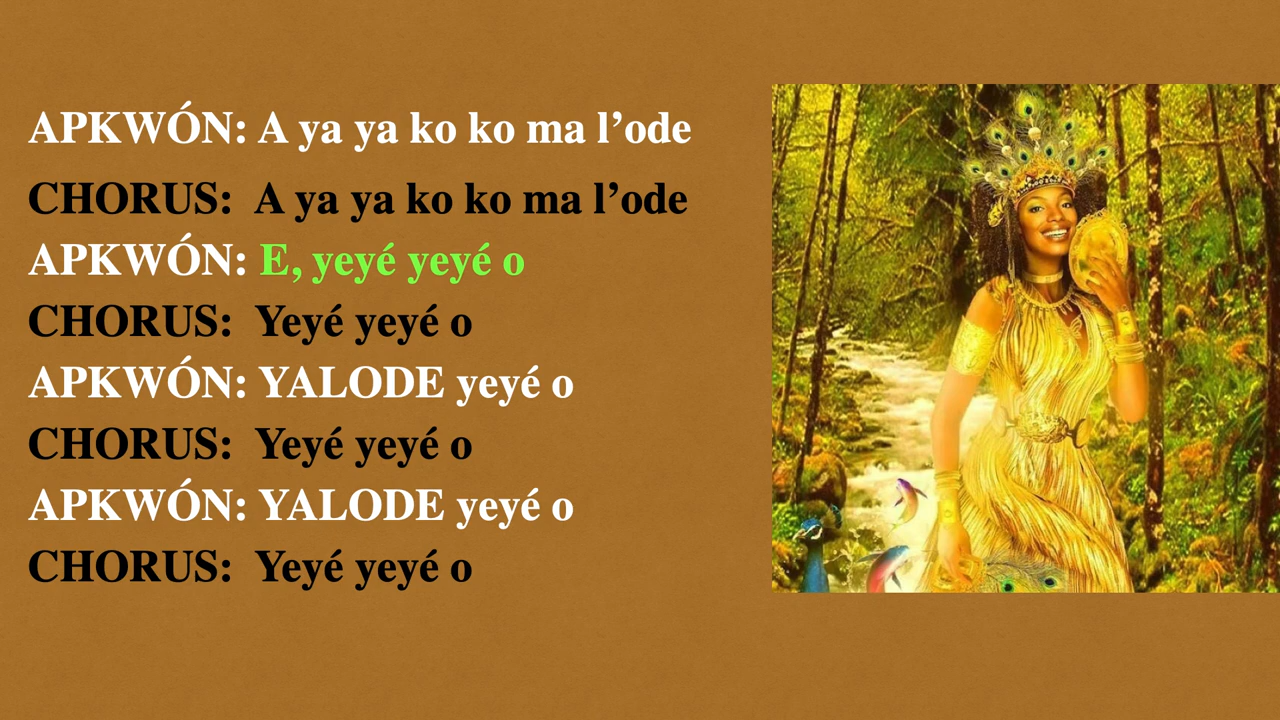 APKWÓN: A ya ya ko ko ma l’ode
CHORUS: A ya ya ko ko ma l’ode
APKWÓN: E, yeyé yeyé o
CHORUS: Yeyé yeyé o
APKWÓN: YALODE yeyé o
CHORUS: Yeyé yeyé o
APKWÓN: YALODE yeyé o
CHORUS: Yeyé yeyé o